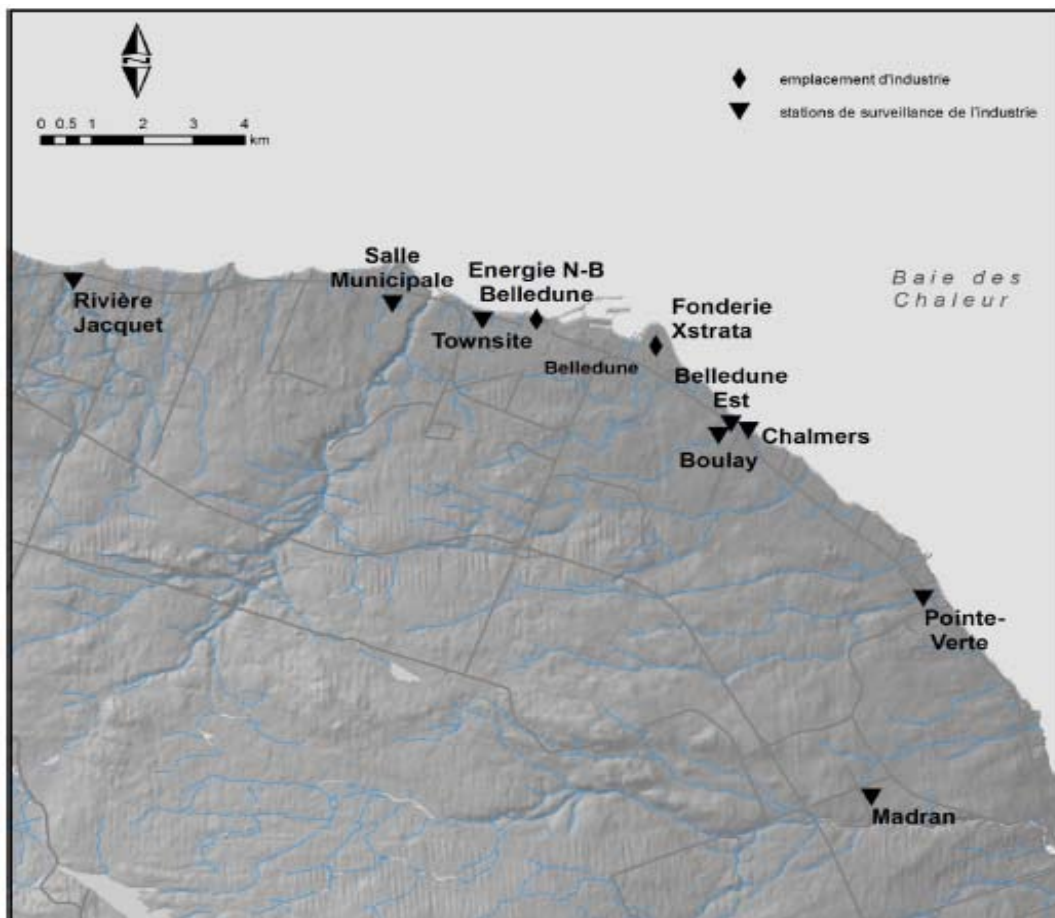 emplacement d'industrie
stations de surveillance de l'industrie
0 0.5 1 2 3 4
km
Baie des
Chaleur
Salle
Municipale
Energie N-B
Belledune
Fonderie
Xstrata
Rivière
Jacquet
Townsite
Belledune
Belledune
Est
Chalmers
Boulay
Pointe-
Verte
Madran